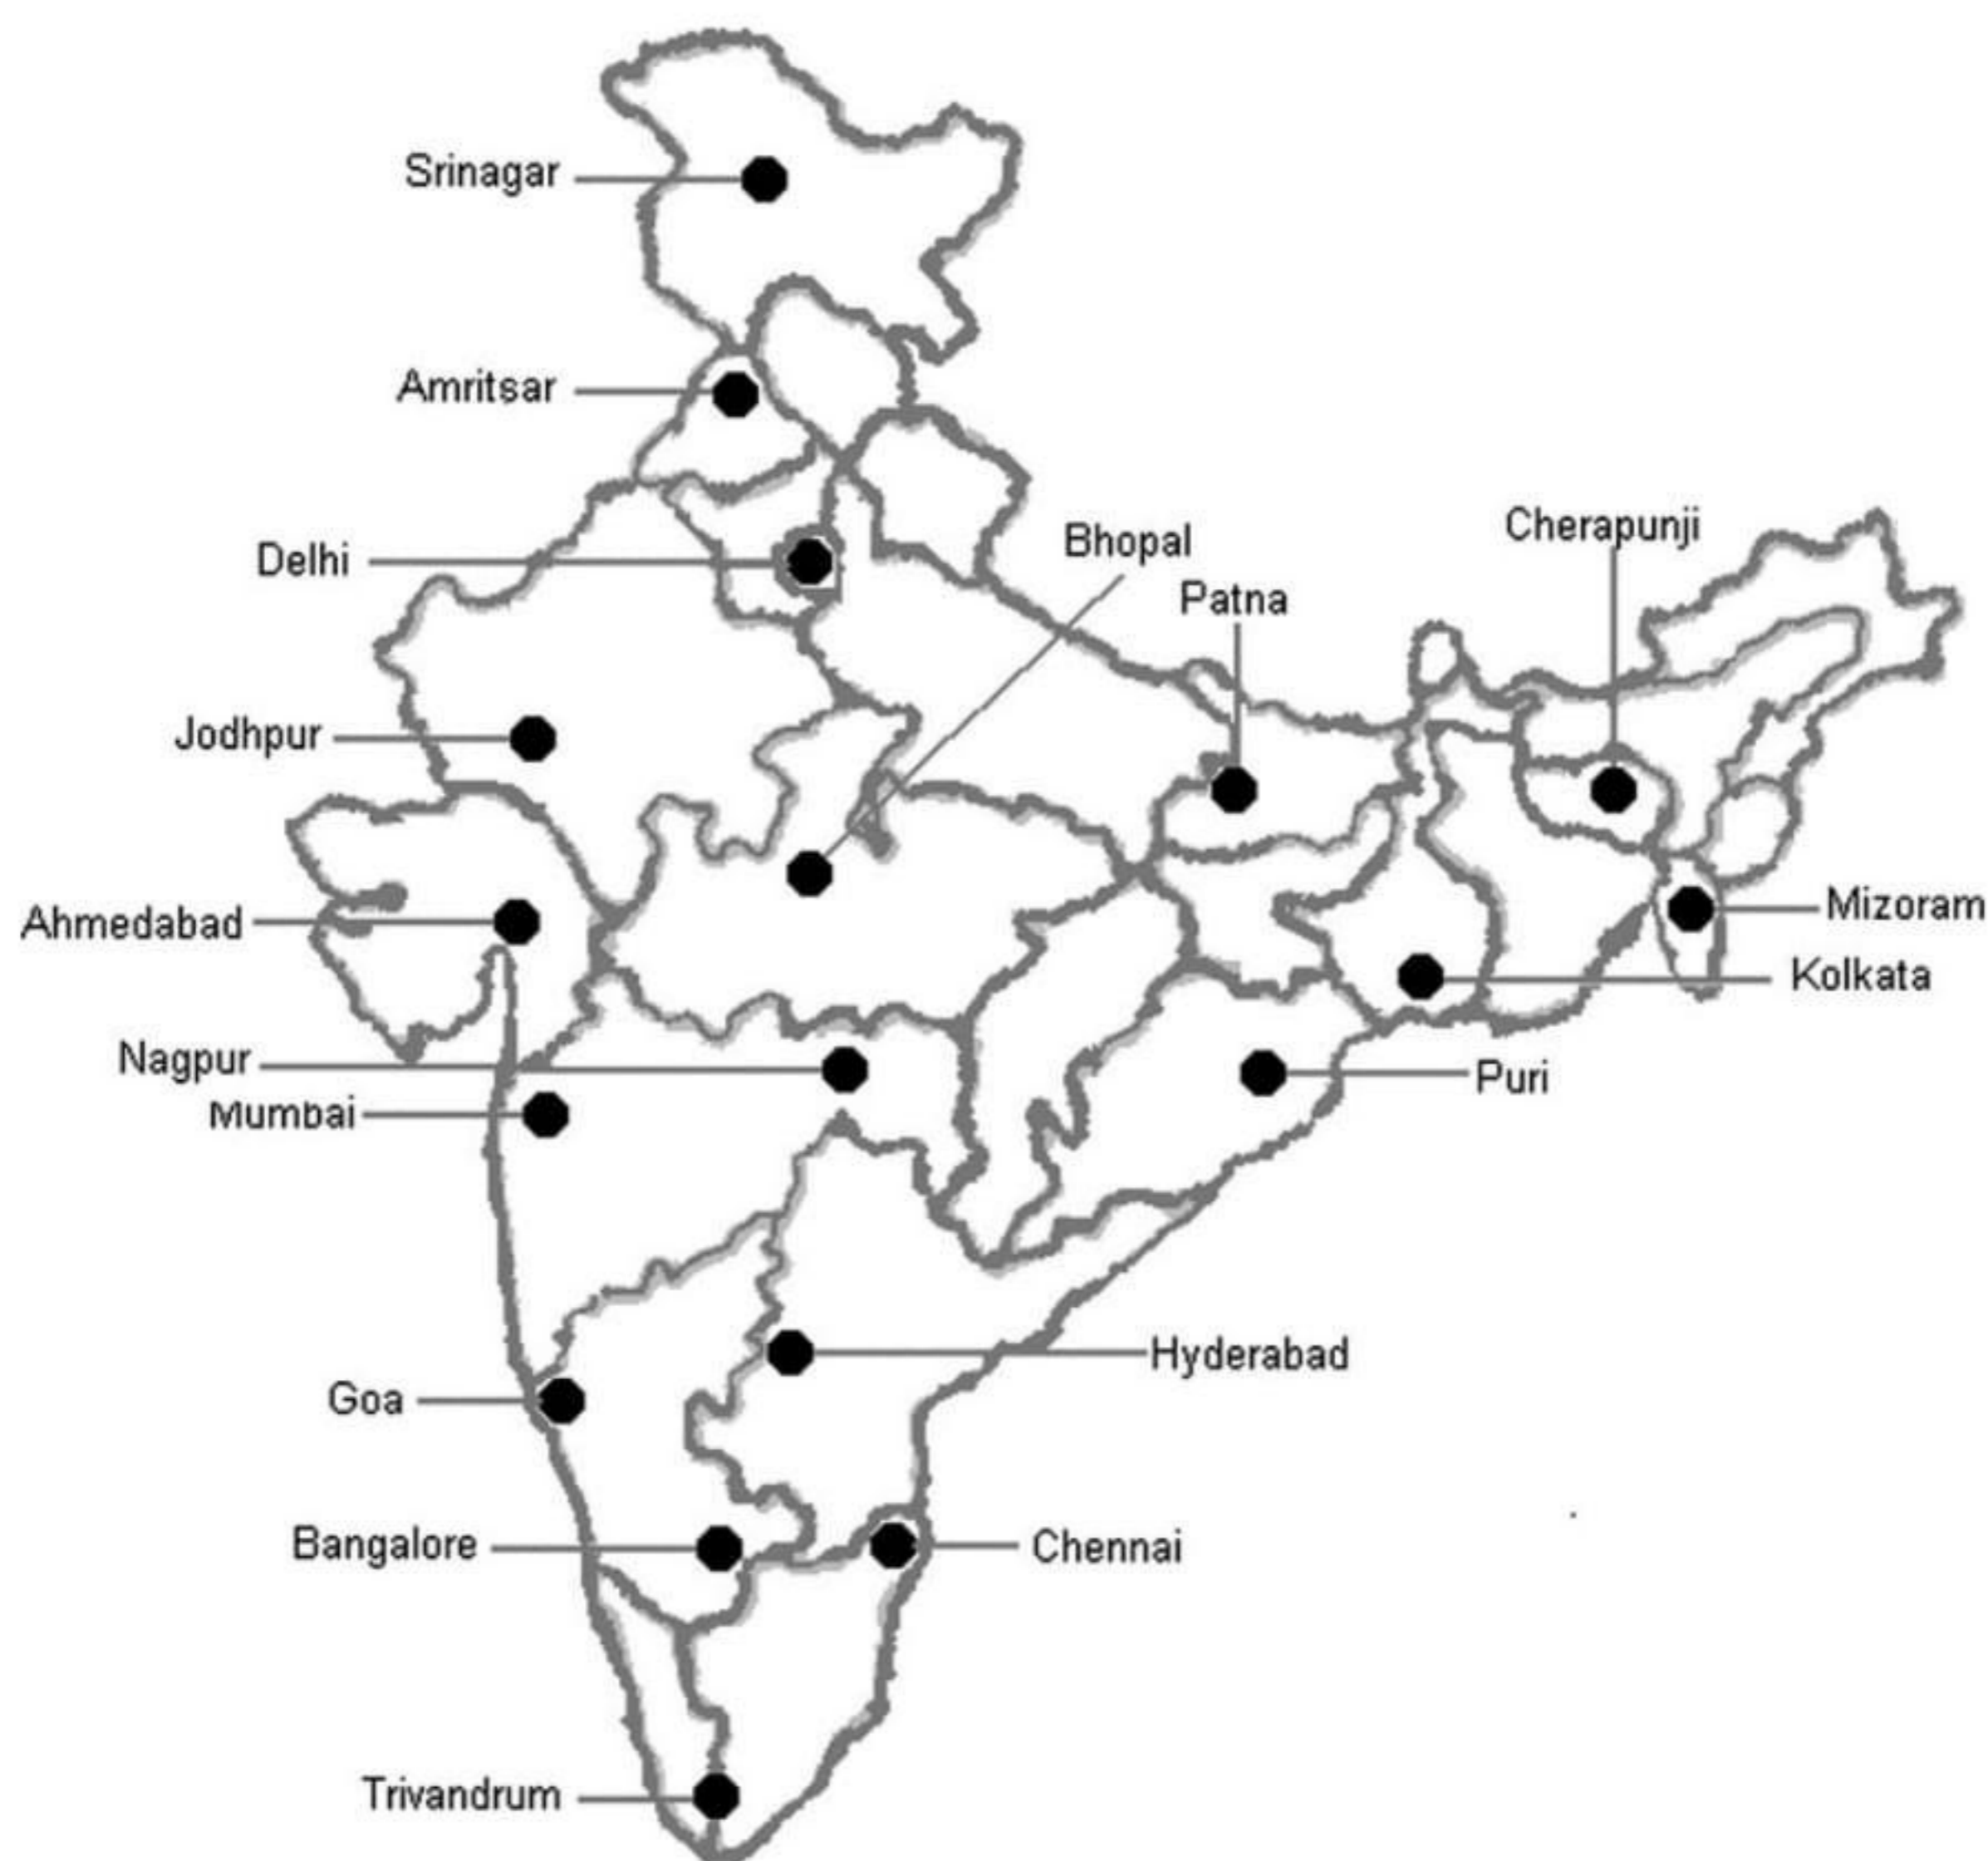 Srinagar
Amritsar
Cherapunji
Bhopal
Delhi
Patna
Jodhpur
Mizoram
Ahmedabad
Kolkata
Nagpur
Puri
Mumbai
Hyderabad
Goa
Bangalore
Chennai
Trivandrum